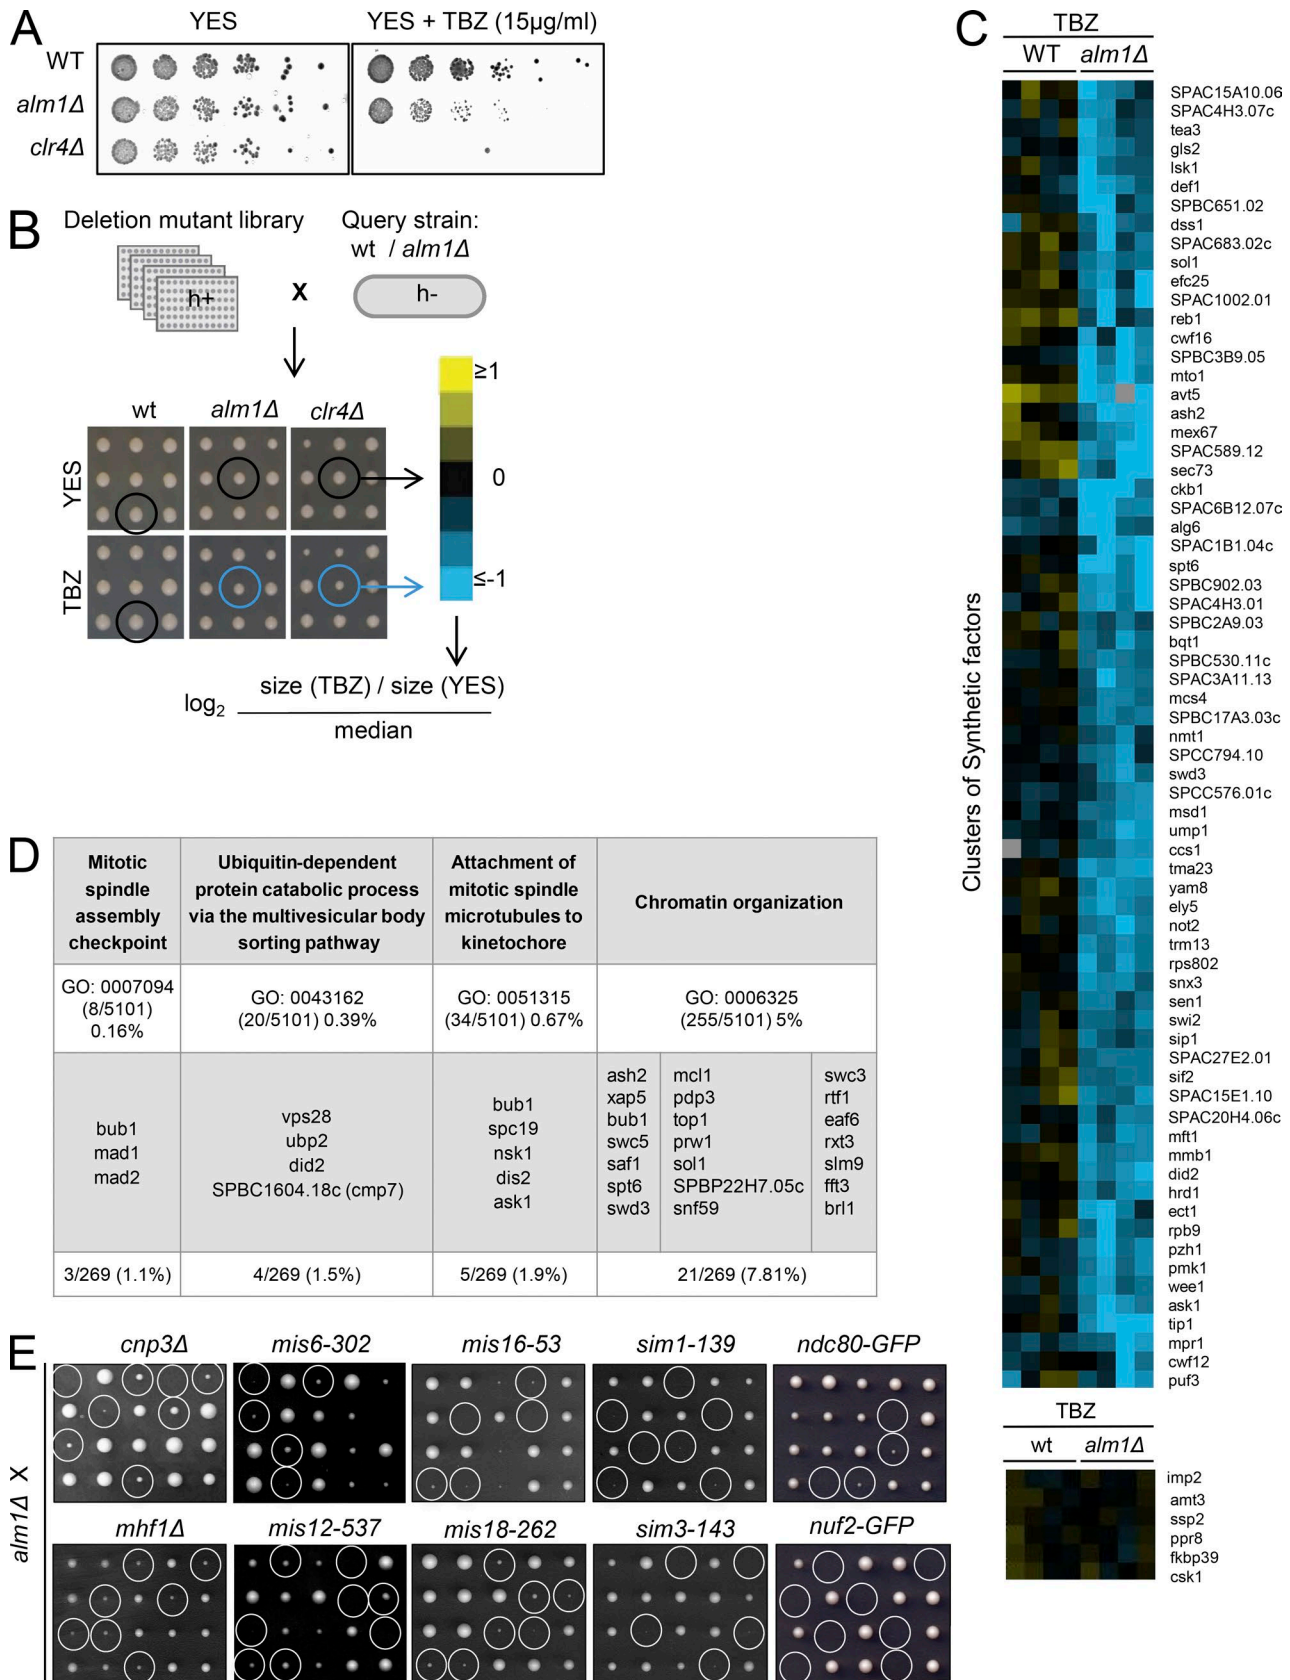 A
YES
YES + TBZ (15µg/ml)
WT
alm1Δ
clr4Δ
B
Deletion mutant library
Query strain:
wt / alm1Δ
h+
X
h-
wt
alm1Δ
clr4Δ
YES
TBZ
≥1
0
≤-1
log2
size (TBZ) / size (YES)
median
C
TBZ
WT
alm1Δ
Clusters of Synthetic factors
SPAC15A10.06
SPAC4H3.07c
tea3
gls2
lsk1
def1
SPBC651.02
dss1
SPAC683.02c
sol1
efc25
SPAC1002.01
reb1
cwf16
SPBC3B9.05
mto1
avt5
ash2
mex67
SPAC589.12
sec73
ckb1
SPAC6B12.07c
alg6
SPAC1B1.04c
spt6
SPBC902.03
SPAC4H3.01
SPBC2A9.03
bqt1
SPBC530.11c
SPAC3A11.13
mcs4
SPBC17A3.03c
nmt1
SPCC794.10
swd3
SPCC576.01c
msd1
ump1
ccs1
tma23
yam8
ely5
not2
trm13
rps802
snx3
sen1
swi2
sip1
SPAC27E2.01
sif2
SPAC15E1.10
SPAC20H4.06c
mft1
mmb1
did2
hrd1
ect1
rpb9
pzh1
pmk1
wee1
ask1
tip1
mpr1
cwf12
puf3
TBZ
wt
alm1Δ
imp2
amt3
ssp2
ppr8
fkbp39
csk1
D
Mitotic
spindle
assembly
checkpoint
Ubiquitin-dependent
protein catabolic process
via the multivesicular body
sorting pathway
Attachment of
mitotic spindle
microtubules to
kinetochore
Chromatin organization
GO: 0007094
(8/5101)
0.16%
GO: 0043162
(20/5101) 0.39%
GO: 0051315
(34/5101) 0.67%
GO: 0006325
(255/5101) 5%
bub1
mad1
mad2
vps28
ubp2
did2
SPBC1604.18c (cmp7)
bub1
spc19
nsk1
dis2
ask1
ash2
xap5
bub1
swc5
saf1
spt6
swd3
mcl1
pdp3
top1
prw1
sol1
SPBP22H7.05c
snf59
swc3
rtf1
eaf6
rxt3
slm9
fft3
brl1
3/269 (1.1%)
4/269 (1.5%)
5/269 (1.9%)
21/269 (7.81%)
E
alm1Δ X
cnp3Δ
mis6-302
mis16-53
sim1-139
ndc80-GFP
mhf1Δ
mis12-537
mis18-262
sim3-143
nuf2-GFP